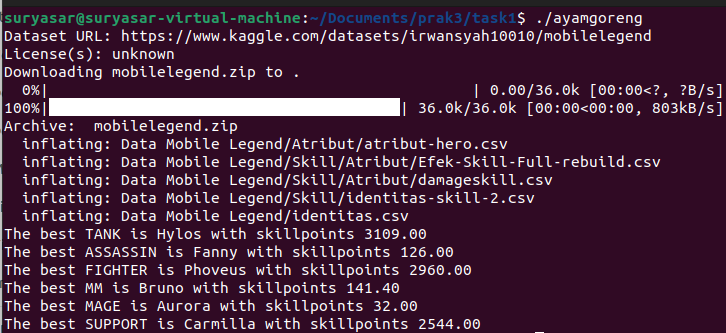 suryasar@suryasar-virtual-machine:~/Documents/prak3/task1$ ./ayamgoreng
Dataset URL: https://www.kaggle.com/datasets/irwansyah10010/mobilelegend
License(s): unknown
Downloading mobilelegend.zip to .
  0%|                                                | 0.00/36.0k [00:00<?, ?B/s]
100%|████████████████████████████████████████| 36.0k/36.0k [00:00<00:00, 803kB/s]
Archive:  mobilelegend.zip
  inflating: Data Mobile Legend/Atribut/atribut-hero.csv
  inflating: Data Mobile Legend/Skill/Atribut/Efek-Skill-Full-rebuild.csv
  inflating: Data Mobile Legend/Skill/Atribut/damageskill.csv
  inflating: Data Mobile Legend/Skill/identitas-skill-2.csv
  inflating: Data Mobile Legend/identitas.csv
The best TANK is Hylos with skillpoints 3109.00
The best ASSASSIN is Fanny with skillpoints 126.00
The best FIGHTER is Phoveus with skillpoints 2960.00
The best MM is Bruno with skillpoints 141.40
The best MAGE is Aurora with skillpoints 32.00
The best SUPPORT is Carmilla with skillpoints 2544.00